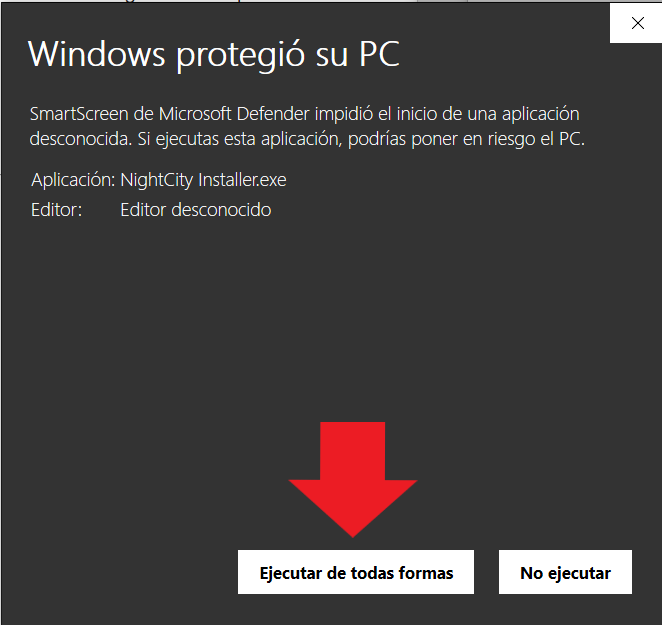 Windows protegió su PC
SmartScreen de Microsoft Defender impidió el inicio de una aplicación
desconocida. Si ejecutas esta aplicación, podrías poner en riesgo el PC.
Aplicación: NightCity Installer.exe
Editor: Editor desconocido
Ejecutar de todas formas
No ejecutar